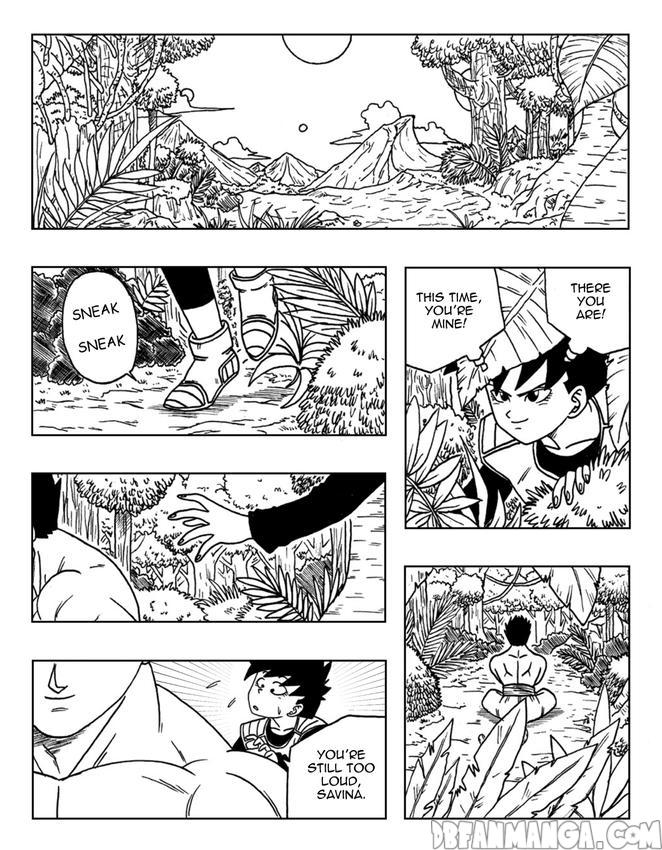 THERE
YOU
ARE!
THIS TIME,
YOU'RE
MINE!
SNEAK
SNEAK
YOU'RE
STILL TOO
LOUD,
SAVINA.
DBFANMANGA.COM